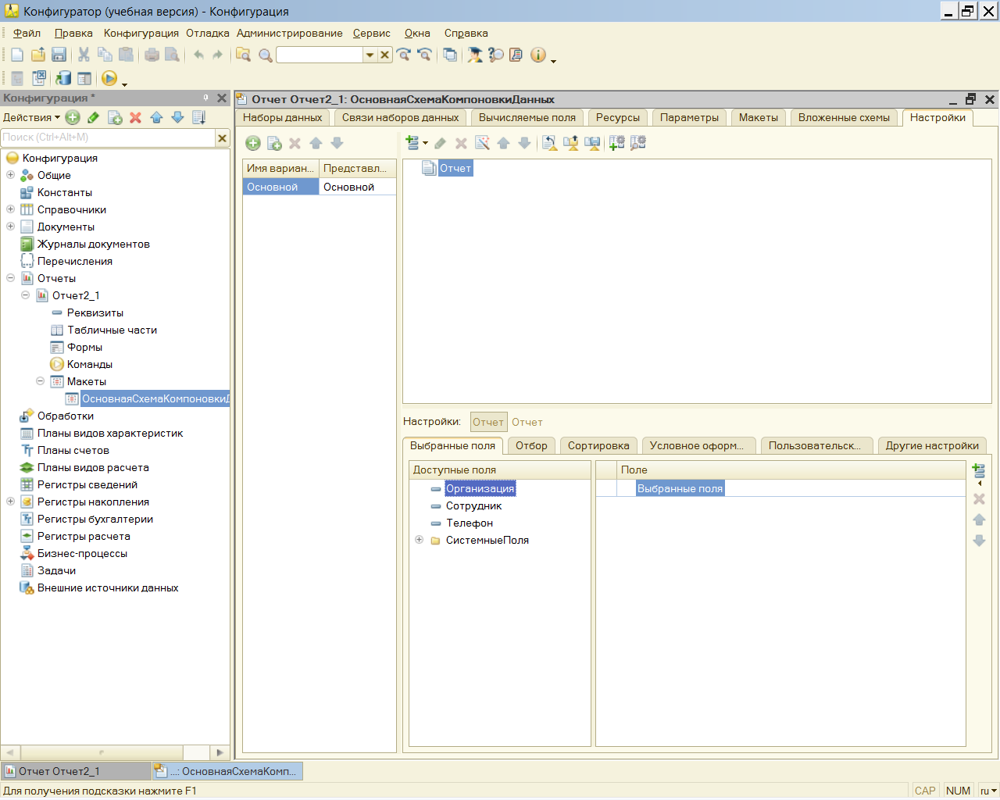 Конфигуратор (учебная версия) - Конфигурация
Файл Правка Конфигурация Отладка Администрирование Сервис Окна Справка
Конфигурация *
Действия
Поиск (Ctrl+Alt+M)
Конфигурация
Общие
Константы
Справочники
Документы
Журналы документов
Перечисления
Отчеты
Отчет2_1
Реквизиты
Табличные части
Формы
Команды
Макеты
ОсновнаяСхемаКомпоновкиД
Обработки
Планы видов характеристик
Планы счетов
Планы видов расчета
Регистры сведений
Регистры накопления
Регистры бухгалтерии
Регистры расчета
Бизнес-процессы
Задачи
Внешние источники данных
Отчет Отчет2_1: ОсновнаяСхемаКомпоновкиДанных
Наборы данных Связи наборов данных Вычисляемые поля Ресурсы Параметры Макеты Вложенные схемы Настройки
Имя вариан... Представл...
Основной Основной
Отчет
Настройки: Отчет Отчет
Выбранные поля Отбор Сортировка Условное оформ... Пользовательск... Другие настройки
Доступные поля
Организация
Сотрудник
Телефон
СистемныеПоля
Поле
Выбранные поля
Отчет Отчет2_1 ...: ОсновнаяСхемаКомп...
Для получения подсказки нажмите F1 CAP NUM ru